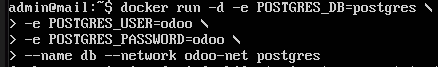 admin@mail:~$ docker run -d -e POSTGRES_DB=postgres \
> -e POSTGRES_USER=odoo \
> -e POSTGRES_PASSWORD=odoo \
> --name db --network odoo-net postgres